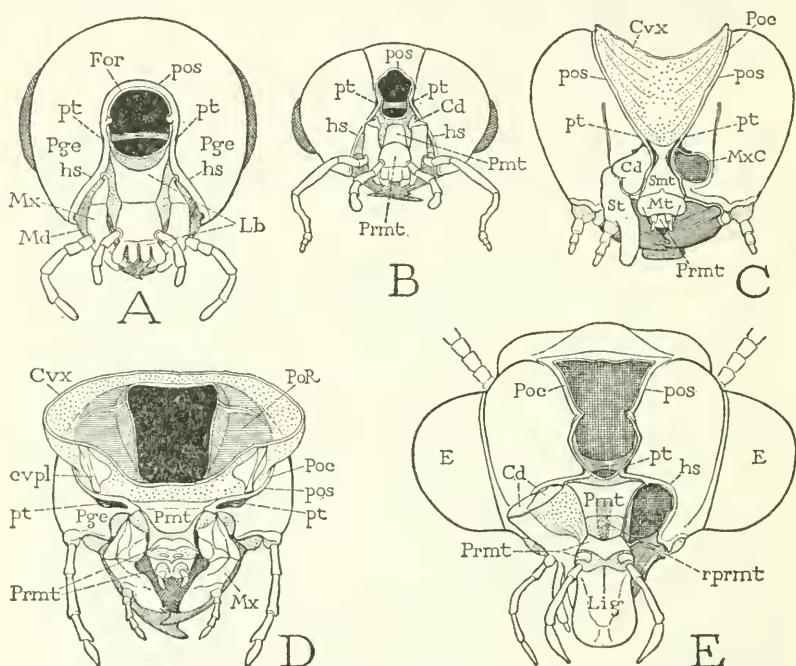 For
pos
pt
pt
Pge
Pge
hs
hs
Mx
Md
Lb
A
pos
pt
pt
Cd
hs
hs
Pmt
Prmt.
B
Cvx
Poc
pos
pos
pt
pt
MxC
Cd
Smt
St
Mt
Prmt
C
Cvx
PoR
cvpl
Poc
pos
pt
pt
Pge
Pmt
Prmt
Mx
D
Poc
pos
E
E
pt
hs
Cd
Pmt
Prmt
rprmt
Lig
E